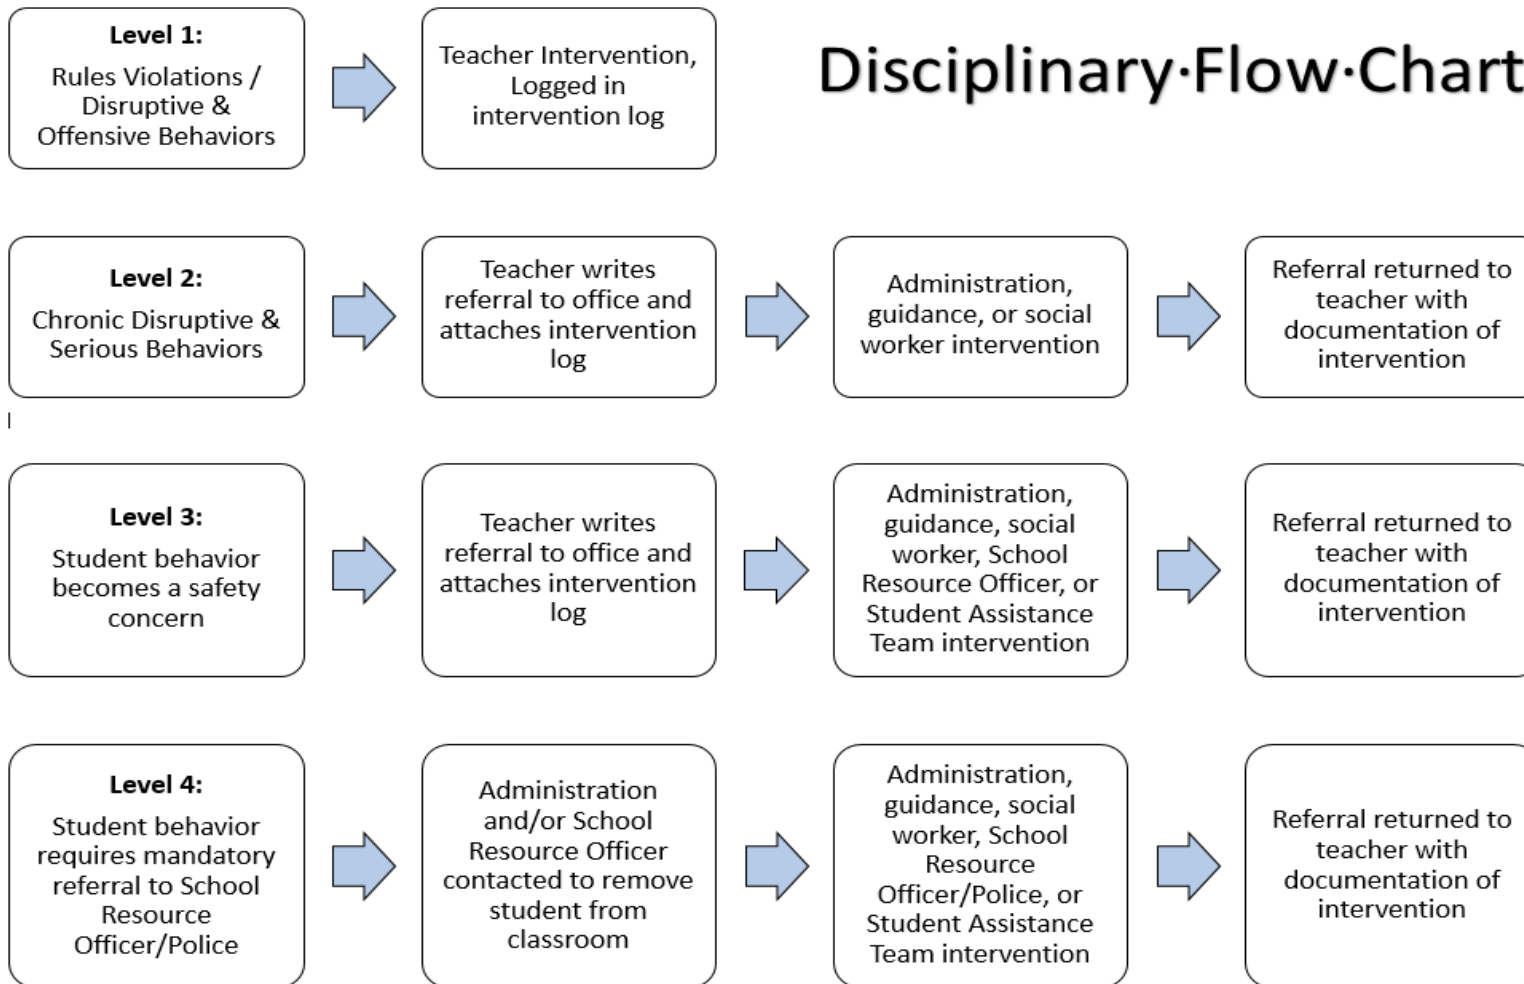 Disciplinary·Flow·Chart
Level 1:
Rules Violations /
Disruptive &
Offensive Behaviors
Teacher Intervention,
Logged in
intervention log
Level 2:
Chronic Disruptive &
Serious Behaviors
Teacher writes
referral to office and
attaches intervention
log
Administration,
guidance, or social
worker intervention
Referral returned to
teacher with
documentation of
intervention
Level 3:
Student behavior
becomes a safety
concern
Teacher writes
referral to office and
attaches intervention
log
Administration,
guidance, social
worker, School
Resource Officer, or
Student Assistance
Team intervention
Referral returned to
teacher with
documentation of
intervention
Level 4:
Student behavior
requires mandatory
referral to School
Resource
Officer/Police
Administration
and/or School
Resource Officer
contacted to remove
student from
classroom
Administration,
guidance, social
worker, School
Resource
Officer/Police, or
Student Assistance
Team intervention
Referral returned to
teacher with
documentation of
intervention